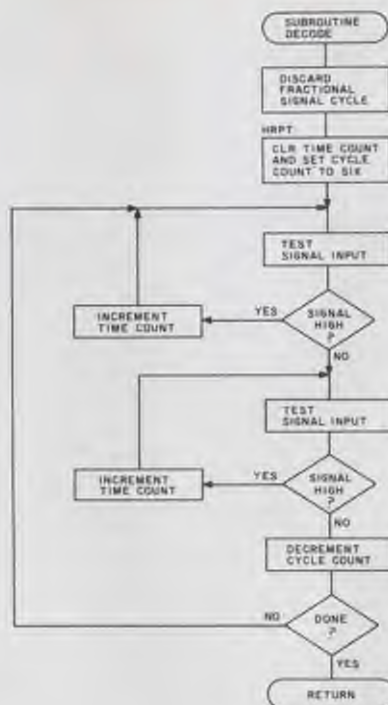 SUBROUTINE
DECODE
DISCARD
FRACTIONAL
SIGNAL CYCLE
HRPT
CLR TIME COUNT
AND SET CYCLE
COUNT TO SIX
TEST
SIGNAL INPUT
INCREMENT
TIME COUNT
YES
SIGNAL
HIGH
?
NO
TEST
SIGNAL INPUT
INCREMENT
TIME COUNT
YES
SIGNAL
HIGH
?
NO
DECREMENT
CYCLE COUNT
NO
DONE
?
YES
RETURN